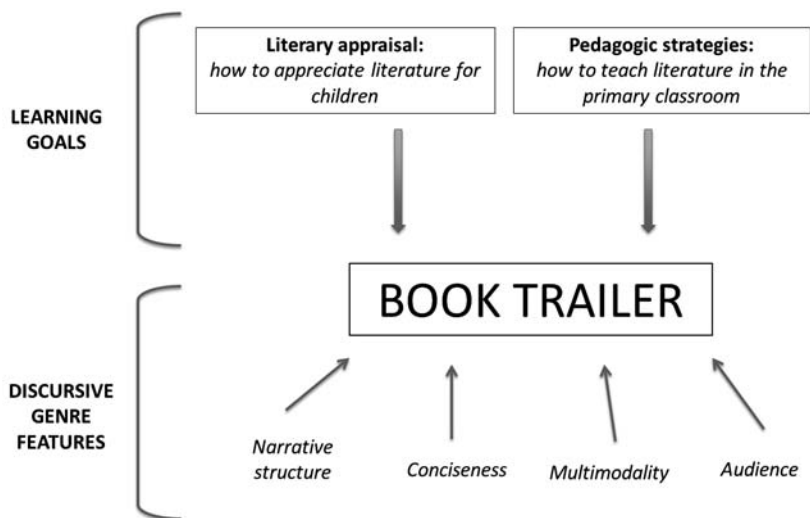 Literary appraisal:
how to appreciate literature for
children
Pedagogic strategies:
how to teach literature in the
primary classroom
LEARNING
GOALS
BOOK TRAILER
DISCURSIVE
GENRE
FEATURES
Narrative
structure
Conciseness
Multimodality
Audience